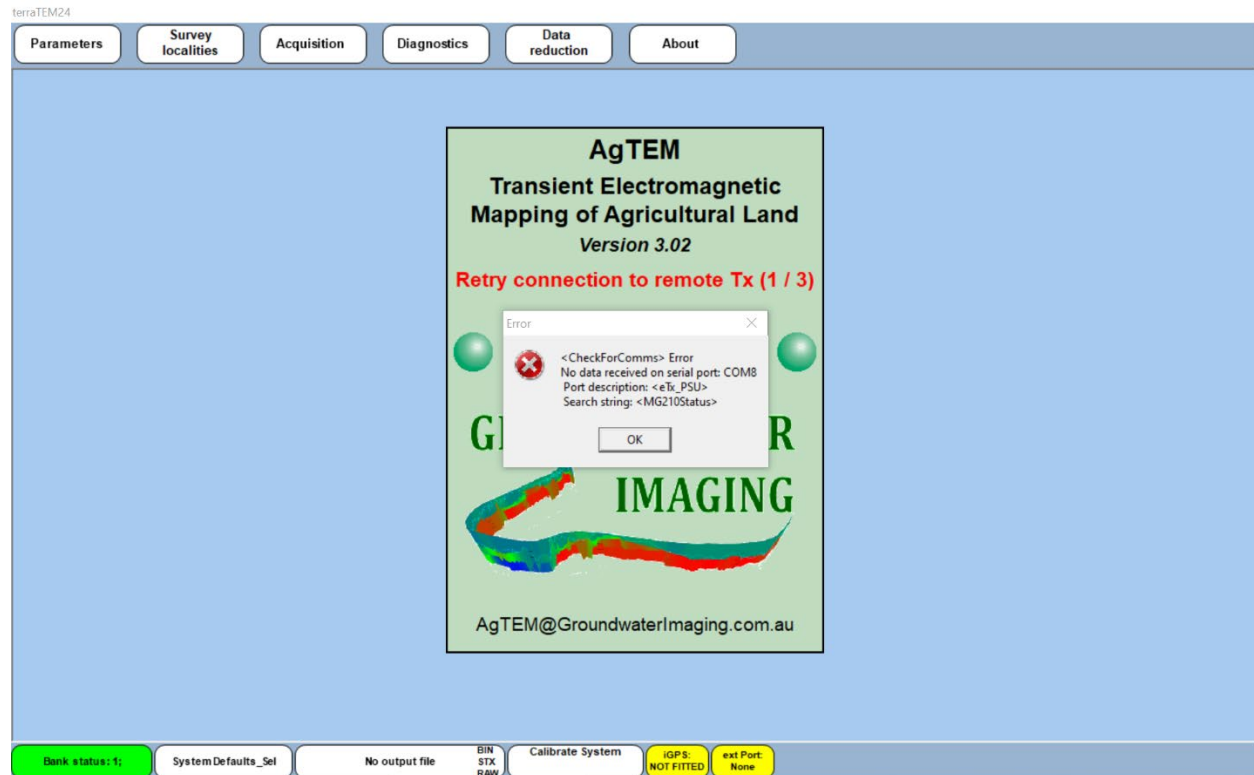 terraTEM24
Parameters
Survey
localities
Acquisition
Diagnostics
Data
reduction
About
AgTEM
Transient Electromagnetic
Mapping of Agricultural Land
Version 3.02
Retry connection to remote Tx (1 / 3)
Error
<CheckForComms> Error
No data received on serial port: COM8
Port description: <eTx_PSU>
Search string: <MG210Status>
OK
IMAGING
AgTEM@GroundwaterImaging.com.au
Bank status: 1;
SystemDefaults_Sel
No output file
BIN
STX
RAW
Calibrate System
iGPS:
NOT FITTED
ext Port:
None